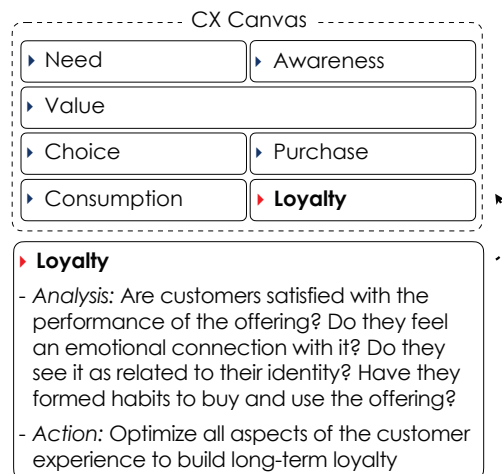 CX Canvas
Need
Awareness
Value
Choice
Purchase
Consumption
Loyalty
Loyalty
- Analysis: Are customers satisfied with the
performance of the offering? Do they feel
an emotional connection with it? Do they
see it as related to their identity? Have they
formed habits to buy and use the offering?
- Action: Optimize all aspects of the customer
experience to build long-term loyalty